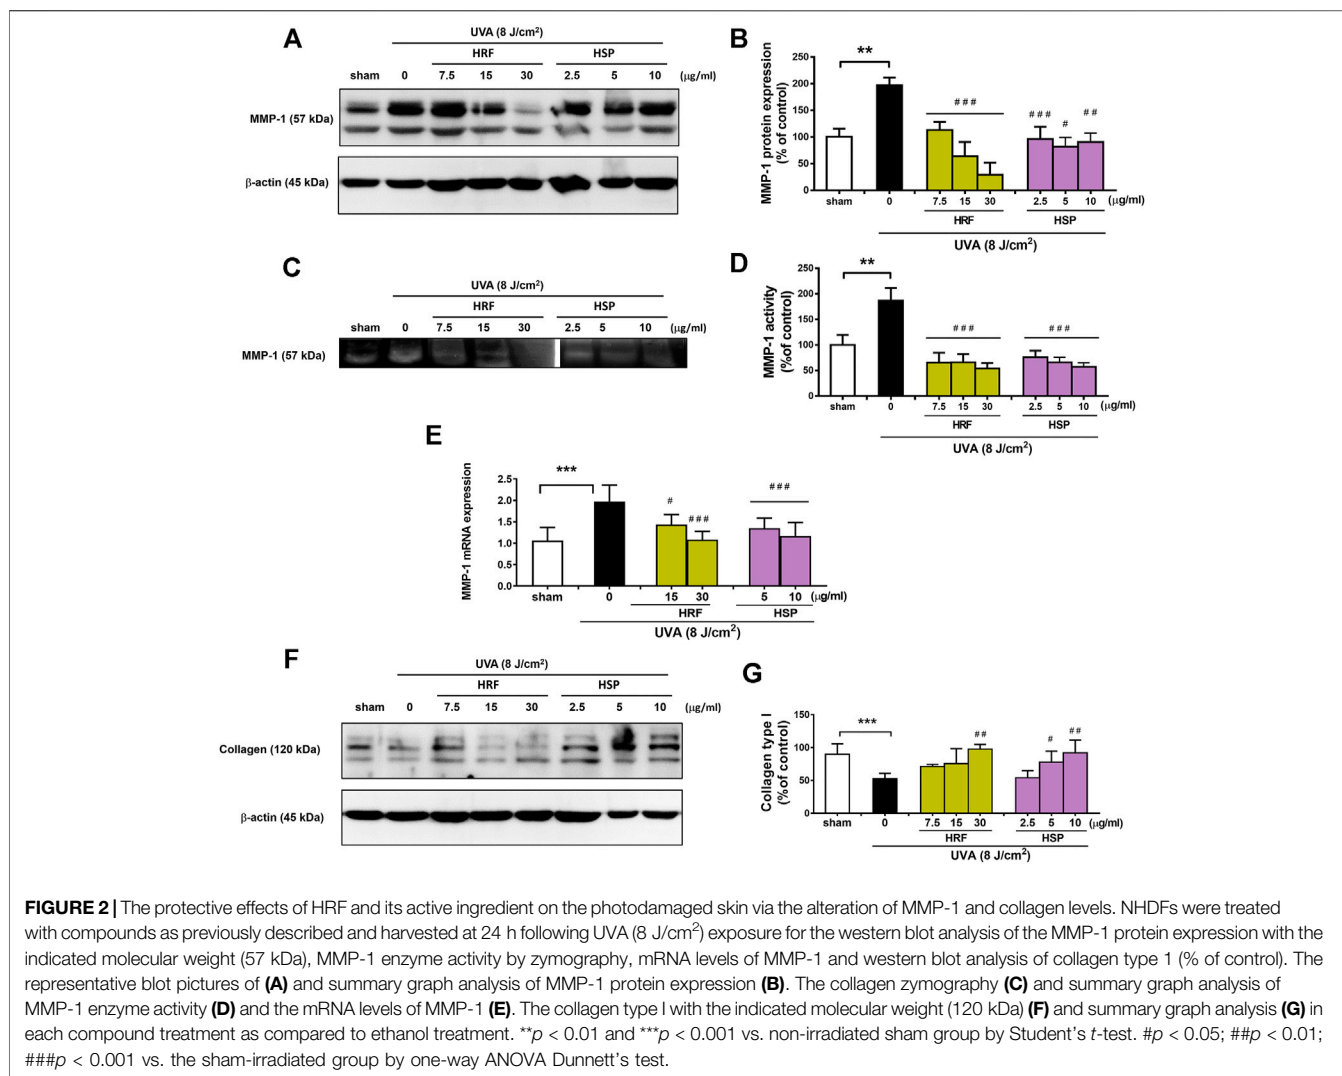 A
UVA (8 J/cm²)
HRF HSP
sham 0 7.5 15 30 2.5 5 10 (μg/ml)
MMP-1 (57 kDa)
β-actin (45 kDa)
B
MMP-1 protein expression
(% of control)
250
200
150
100
50
0
**
# # #
# # # # # #
sham 0 7.5 15 30 2.5 5 10 (μg/ml)
HRF HSP
UVA (8 J/cm²)
C
UVA (8 J/cm²)
HRF HSP
sham 0 7.5 15 30 2.5 5 10 (μg/ml)
MMP-1 (57 kDa)
D
MMP-1 activity
(%of control)
250
200
150
100
50
0
**
# # # # # #
sham 0 7.5 15 30 2.5 5 10 (μg/ml)
HRF HSP
UVA (8 J/cm²)
E
MMP-1 mRNA expression
2.5
2.0
1.5
1.0
0.5
0.0
***
# # # # # # #
sham 0 15 30 5 10 (μg/ml)
HRF HSP
UVA (8 J/cm²)
F
UVA (8 J/cm²)
HRF HSP
sham 0 7.5 15 30 2.5 5 10 (μg/ml)
Collagen (120 kDa)
β-actin (45 kDa)
G
Collagen type I
(%of control)
150
100
50
0
***
# # # # #
sham 0 7.5 15 30 2.5 5 10 (μg/ml)
HRF HSP
UVA (8 J/cm²)
FIGURE 2 | The protective effects of HRF and its active ingredient on the photodamaged skin via the alteration of MMP-1 and collagen levels. NHDFs were treated
with compounds as previously described and harvested at 24 h following UVA (8 J/cm²) exposure for the western blot analysis of the MMP-1 protein expression with the
indicated molecular weight (57 kDa), MMP-1 enzyme activity by zymography, mRNA levels of MMP-1 and western blot analysis of collagen type 1 (% of control). The
representative blot pictures of (A) and summary graph analysis of MMP-1 protein expression (B). The collagen zymography (C) and summary graph analysis of
MMP-1 enzyme activity (D) and the mRNA levels of MMP-1 (E). The collagen type I with the indicated molecular weight (120 kDa) (F) and summary graph analysis (G) in
each compound treatment as compared to ethanol treatment. **p < 0.01 and ***p < 0.001 vs. non-irradiated sham group by Student's t-test. #p < 0.05; ##p < 0.01;
###p < 0.001 vs. the sham-irradiated group by one-way ANOVA Dunnett's test.